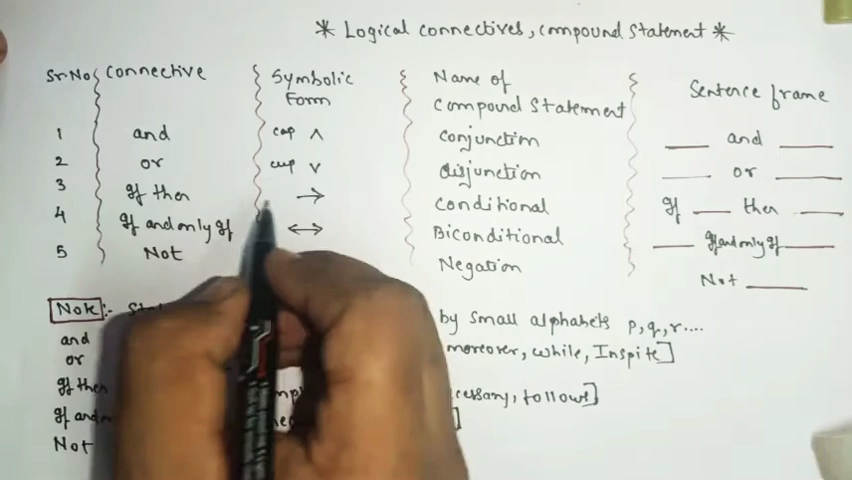 * Logical connectives, compound statement *
Sr.No Connective Symbolic Form Name of Compound Statement Sentence frame
1 and cap ∧ conjunction ___ and ___
2 or cup ∨ disjunction ___ or ___
3 If then → Conditional If ___ then ___
4 If and only If ↔ Biconditional ___ If and only If ___
5 Not Negation Not ___
Note :- by small alphabets p, q, r....
and moreover, while, Inspite]
or
If then follows]
If and
Not